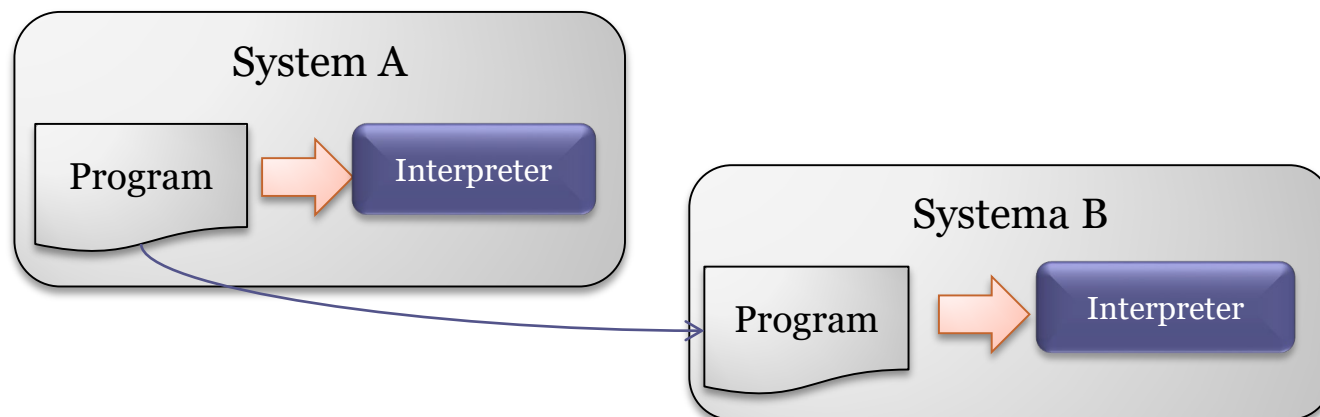 System A
Program
Interpreter
Systema B
Program
Interpreter